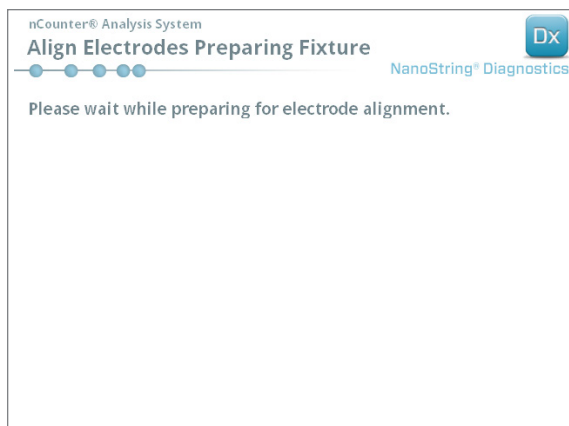 nCounter® Analysis System
Align Electrodes Preparing Fixture
Dx
NanoString® Diagnostics
Please wait while preparing for electrode alignment.